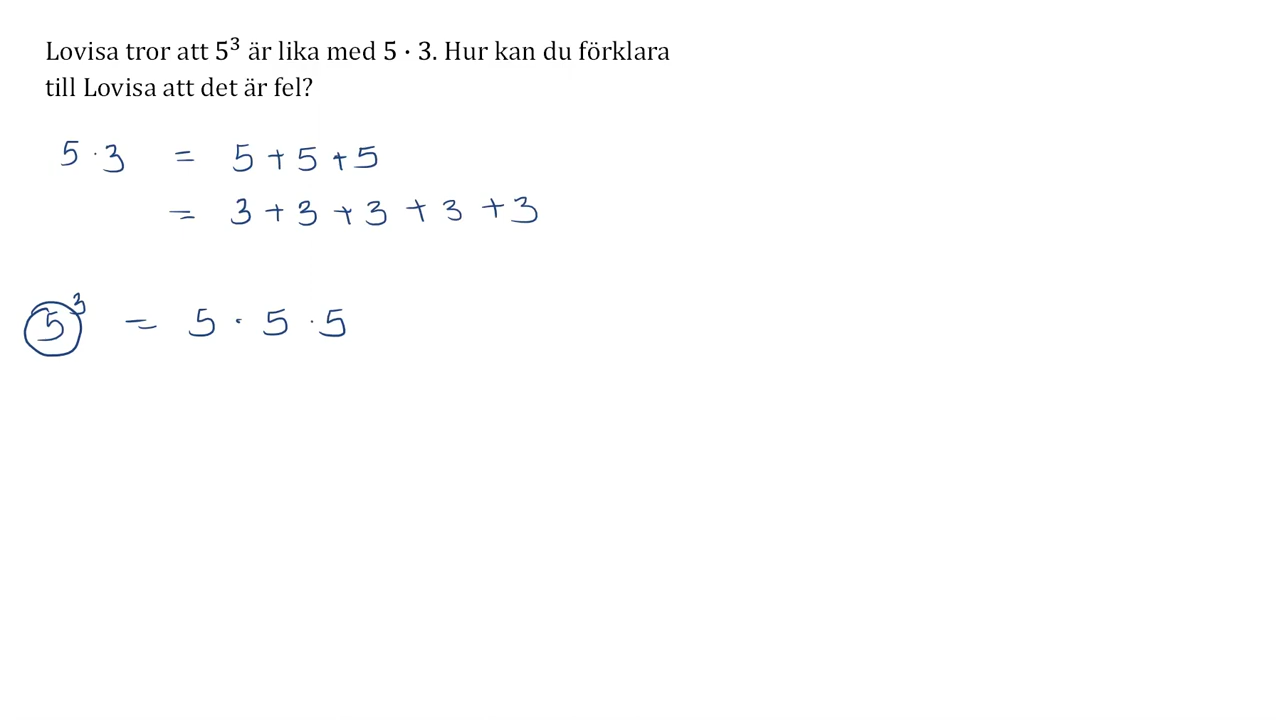 Lovisa tror att 5³ är lika med 5 · 3. Hur kan du förklara
till Lovisa att det är fel?
5 · 3 = 5 + 5 + 5
= 3 + 3 + 3 + 3 + 3
5³ = 5 · 5 · 5